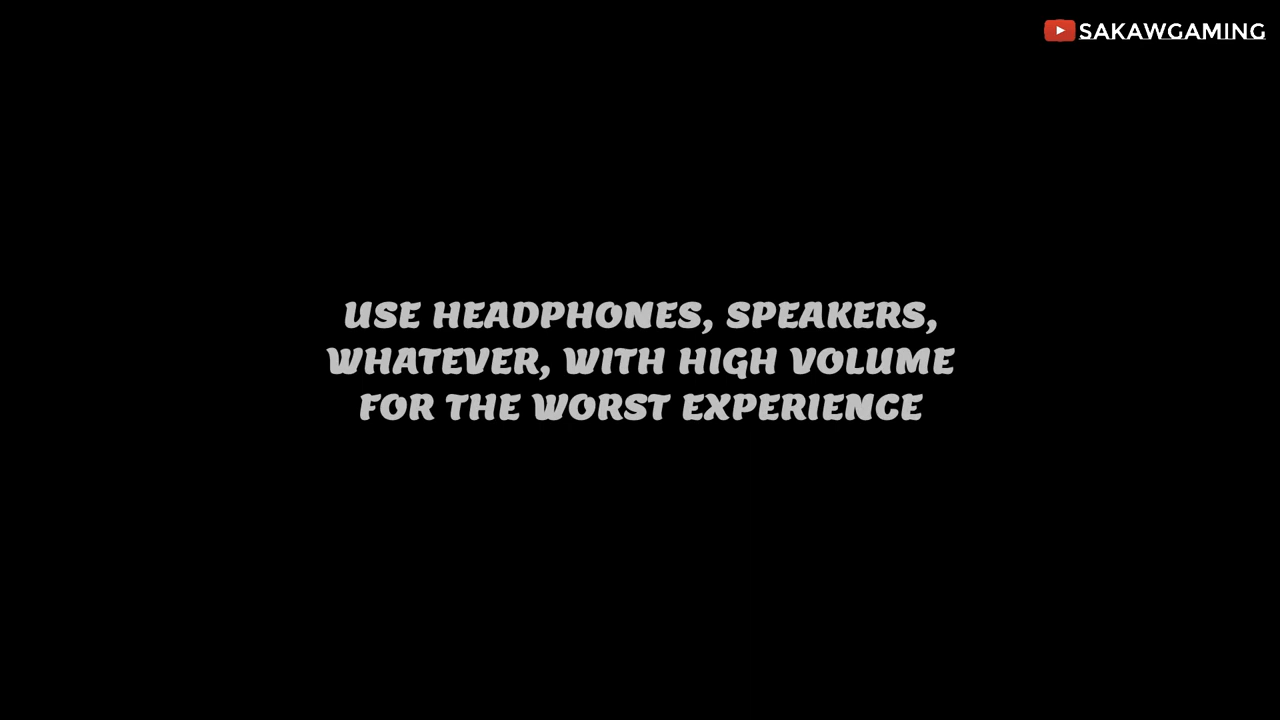 SAKAWGAMING
USE HEADPHONES, SPEAKERS,
WHATEVER, WITH HIGH VOLUME
FOR THE WORST EXPERIENCE